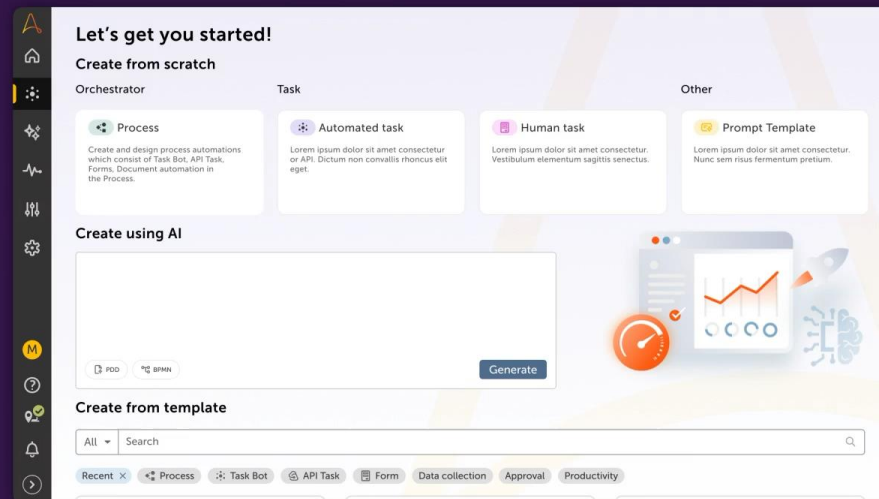 Let's get you started!
Create from scratch
Orchestrator
Task
Other
Process
Create and design process automations
which consist of Task Bot, API Task,
Forms, Document automation in
the Process.
Automated task
Lorem ipsum dolor sit amet consectetur
or API. Dictum non convallis rhoncus elit
eget.
Human task
Lorem ipsum dolor sit amet consectetur.
Vestibulum elementum sagittis senectus.
Prompt Template
Lorem ipsum dolor sit amet consectetur.
Nunc sem risus fermentum pretium.
Create using AI
PDD
BPMN
Generate
M
Create from template
All
Search
Recent
Process
Task Bot
API Task
Form
Data collection
Approval
Productivity